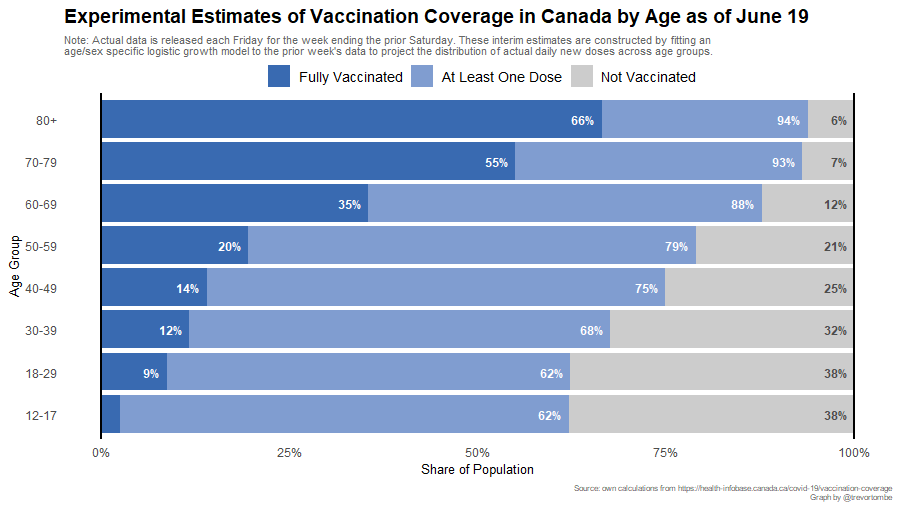 Experimental Estimates of Vaccination Coverage in Canada by Age as of June 19
Note: Actual data is released each Friday for the week ending the prior Saturday. These interim estimates are constructed by fitting an
age/sex specific logistic growth model to the prior week's data to project the distribution of actual daily new doses across age groups.
Fully Vaccinated At Least One Dose Not Vaccinated
80+ 66% 94% 6%
70-79 55% 93% 7%
60-69 35% 88% 12%
50-59 20% 79% 21%
Age Group
40-49 14% 75% 25%
30-39 12% 68% 32%
18-29 9% 62% 38%
12-17 62% 38%
0% 25% 50% 75% 100%
Share of Population
Source: own calculations from https://health-infobase.canada.ca/covid-19/vaccination-coverage
Graph by @trevortombe